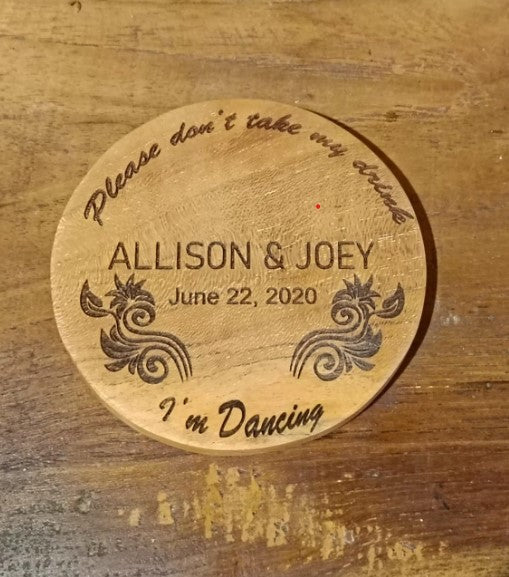 Please don't take my drink
ALLISON & JOEY
June 22, 2020
I'm Dancing